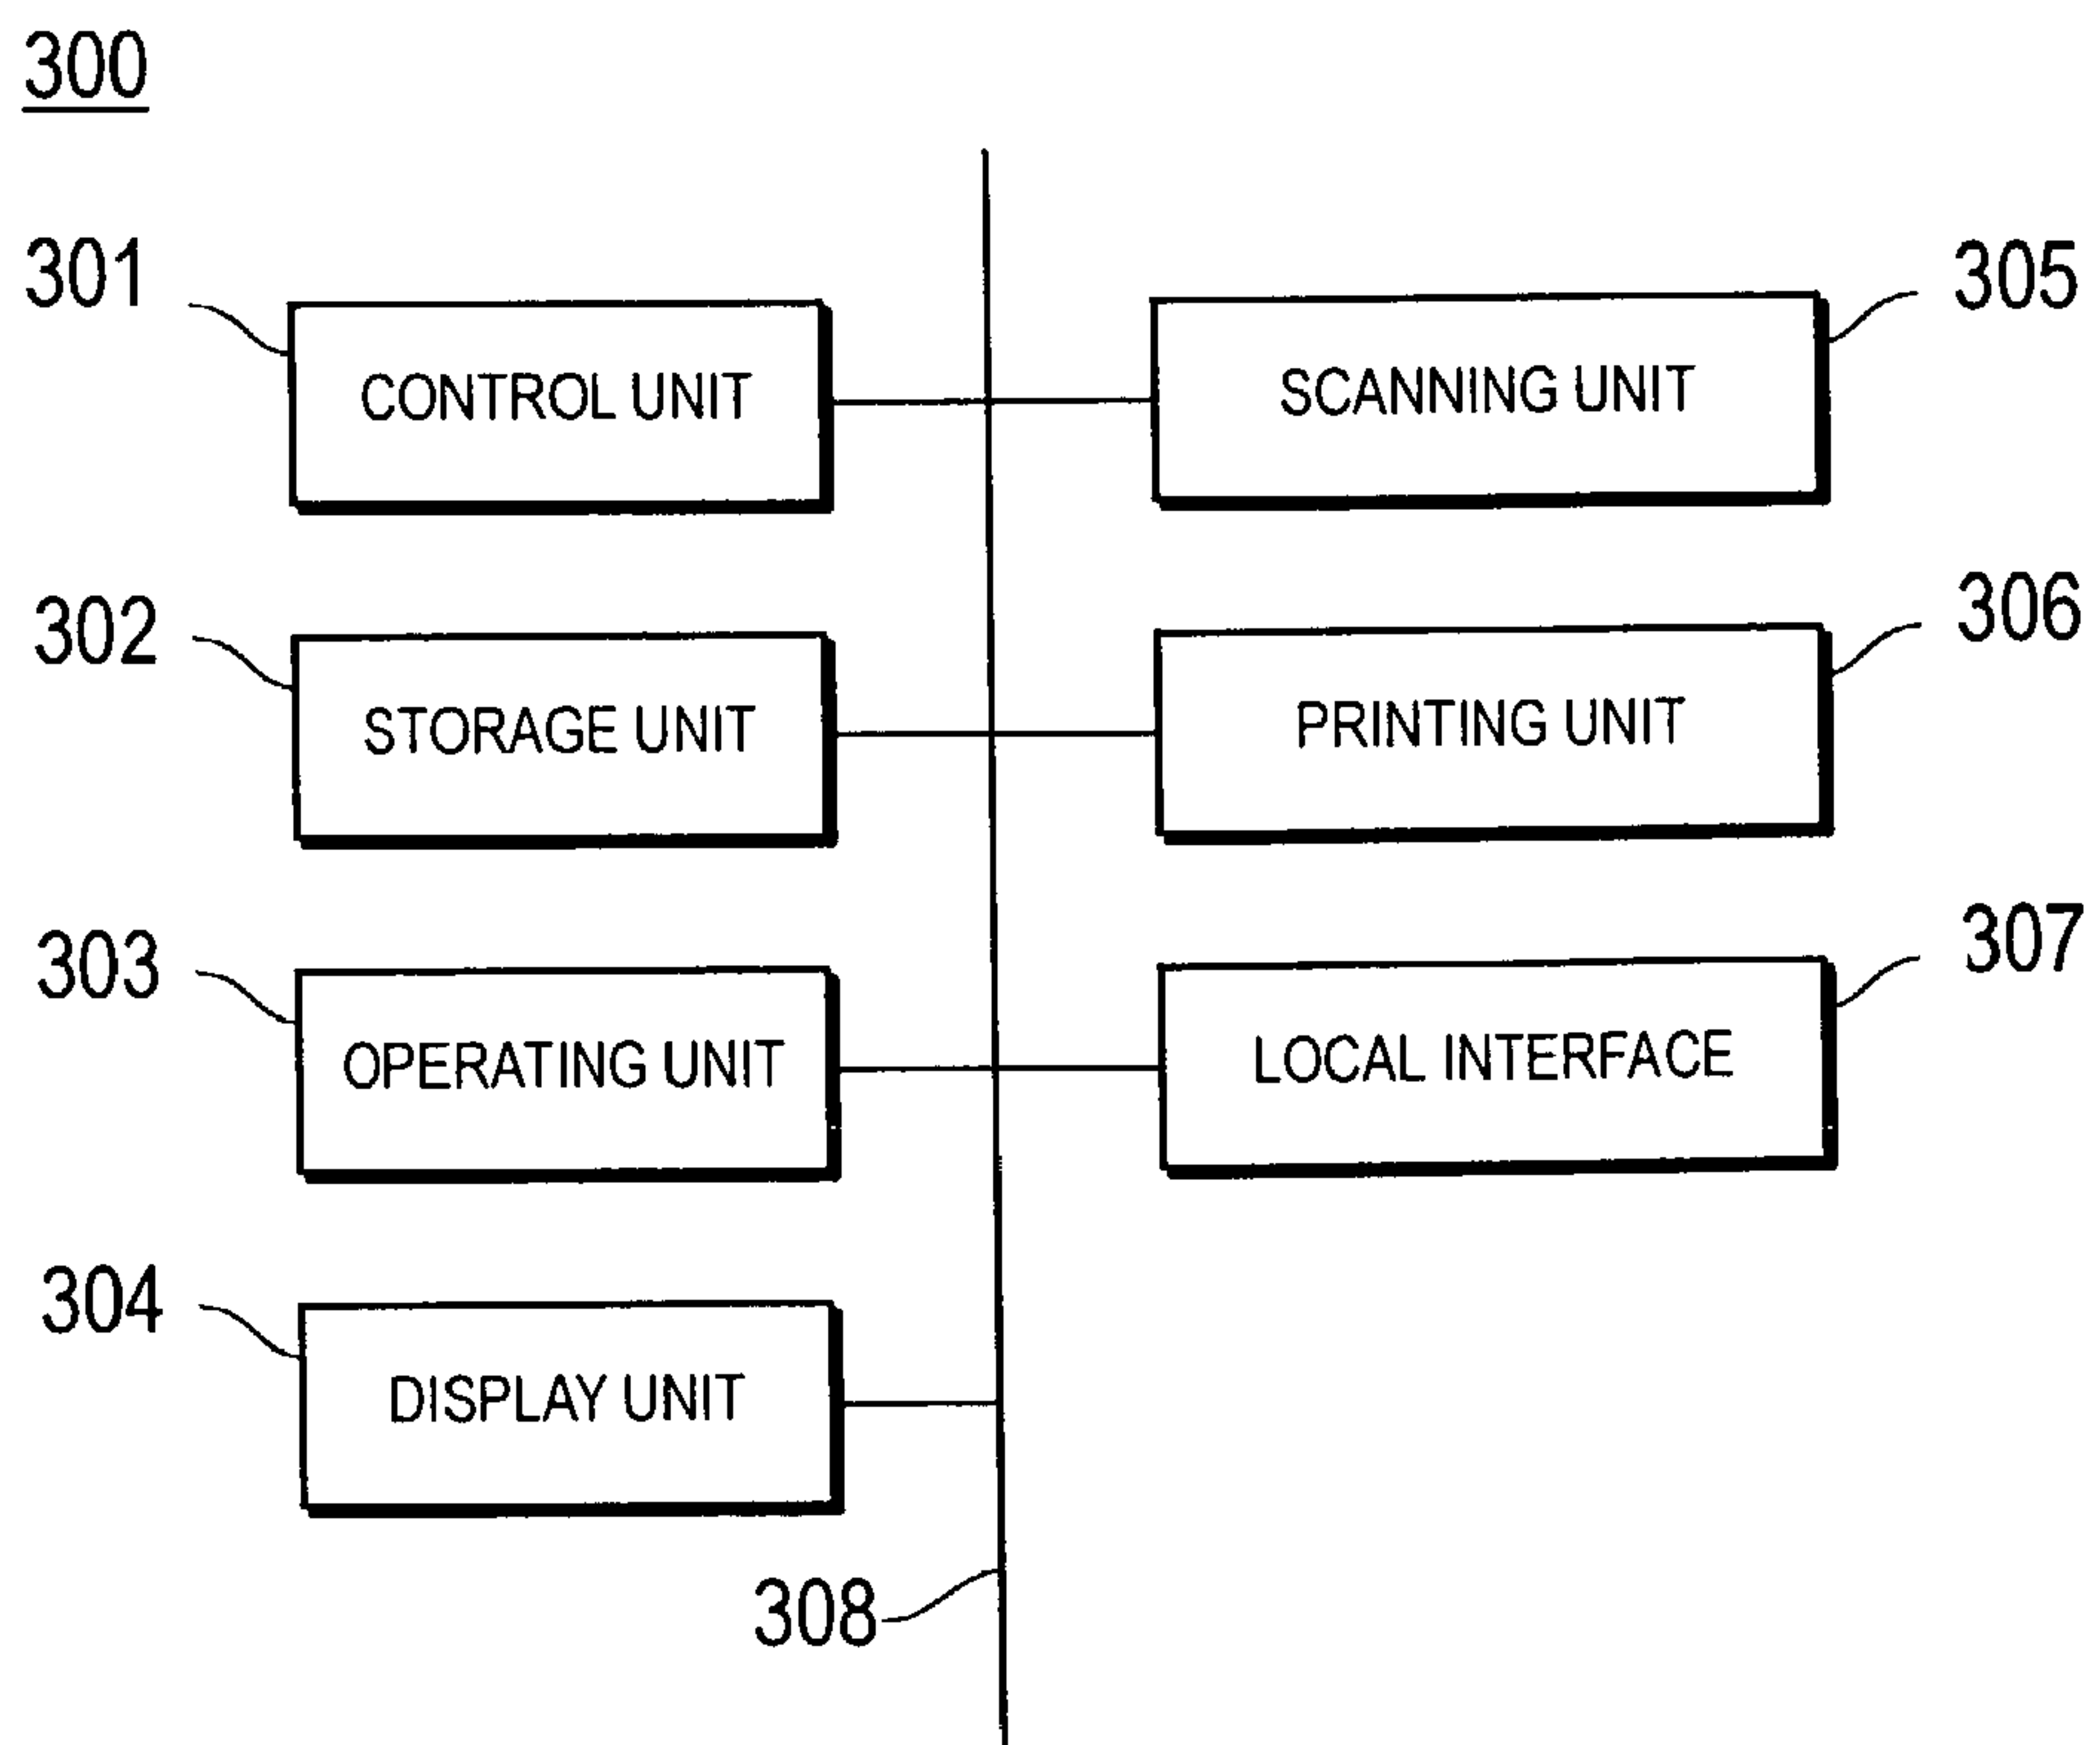 300
301
CONTROL UNIT
305
SCANNING UNIT
302
STORAGE UNIT
306
PRINTING UNIT
303
OPERATING UNIT
307
LOCAL INTERFACE
304
DISPLAY UNIT
308